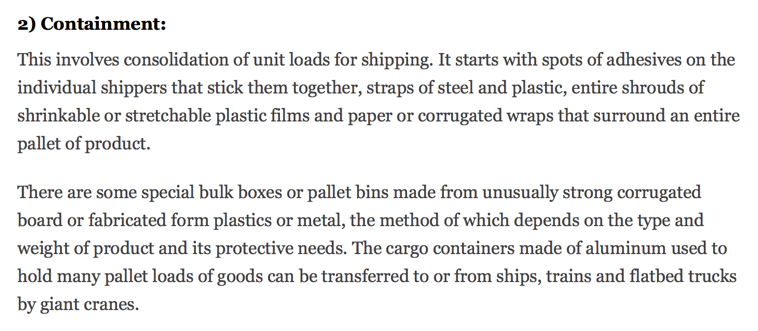 2) Containment:
This involves consolidation of unit loads for shipping. It starts with spots of adhesives on the
individual shippers that stick them together, straps of steel and plastic, entire shrouds of
shrinkable or stretchable plastic films and paper or corrugated wraps that surround an entire
pallet of product.
There are some special bulk boxes or pallet bins made from unusually strong corrugated
board or fabricated form plastics or metal, the method of which depends on the type and
weight of product and its protective needs. The cargo containers made of aluminum used to
hold many pallet loads of goods can be transferred to or from ships, trains and flatbed trucks
by giant cranes.